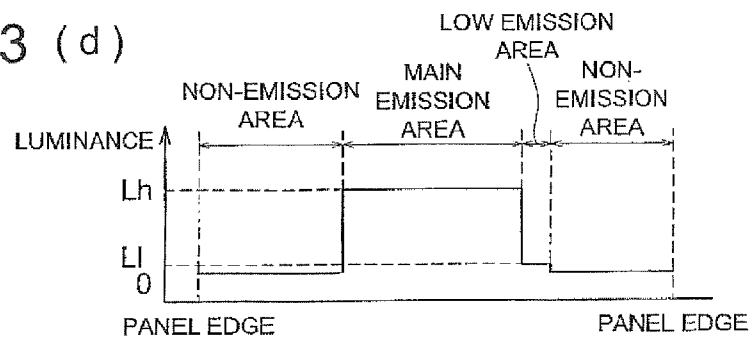 3 (d)
LOW EMISSION
AREA
NON-EMISSION
AREA
MAIN
EMISSION
AREA
NON-
EMISSION
AREA
LUMINANCE
Lh
Ll
0
PANEL EDGE
PANEL EDGE